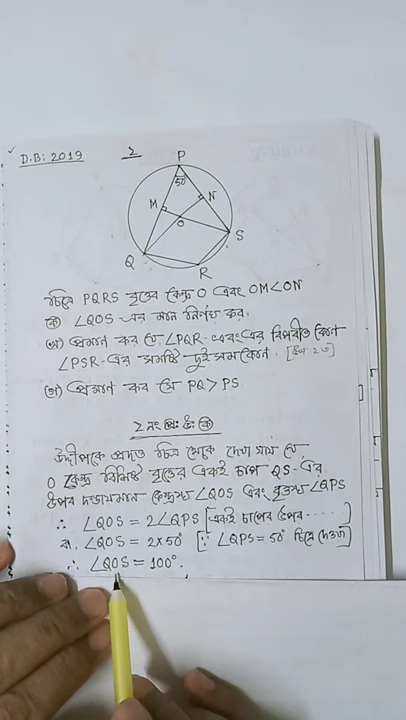 D.B: 2019
2
P
50
M
N
O
S
Q
R
চিত্রে PQRS বৃত্তের কেন্দ্র O এবং OM<ON
(ক) ∠QOS-এর মান নির্ণয় কর.
(খ) প্রমাণ কর যে, ∠PQR-এবং এর বিপরীত কোণ
∠PSR-এর সমষ্টি দুই সমকোণ. [উপ ২৩]
(গ) প্রমাণ কর যে PQ > PS.
২নং প্রঃ উঃ (ক)
উদ্দীপকে প্রদত্ত চিত্র থেকে দেখা যায় যে,
O কেন্দ্র বিশিষ্ট বৃত্তের একই চাপ QS-এর
উপর দন্ডায়মান কেন্দ্রস্থ ∠QOS এবং বৃত্তস্থ ∠QPS
∴ ∠QOS = 2∠QPS [একই চাপের উপর ......]
বা, ∠QOS = 2×50° [∵ ∠QPS = 50° চিত্রে দেওয়া]
∴ ∠QOS = 100°.